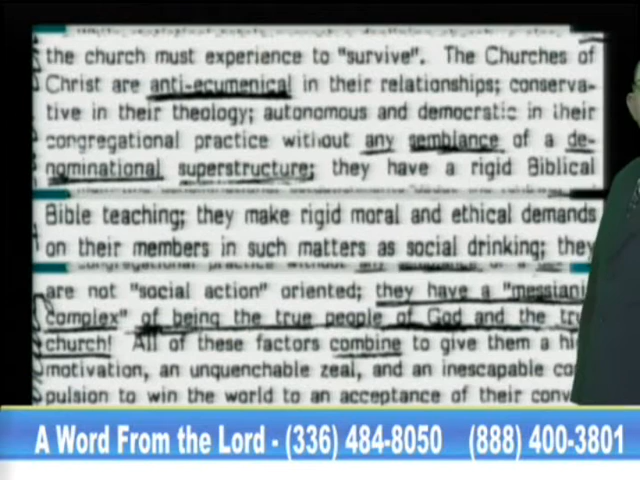 the church must experience to "survive". The Churches of
Christ are anti-ecumenical in their relationships; conserva-
tive in their theology; autonomous and democratic in their
congregational practice without any semblance of a de-
nominational superstructure; they have a rigid Biblical
Bible teaching; they make rigid moral and ethical demands
on their members in such matters as social drinking; they
are not "social action" oriented; they have a "messiani
complex" of being the true people of God and the tru
church! All of these factors combine to give them a hi
motivation, an unquenchable zeal, and an inescapable co
pulsion to win the world to an acceptance of their conv
A Word From the Lord - (336) 484-8050 (888) 400-3801